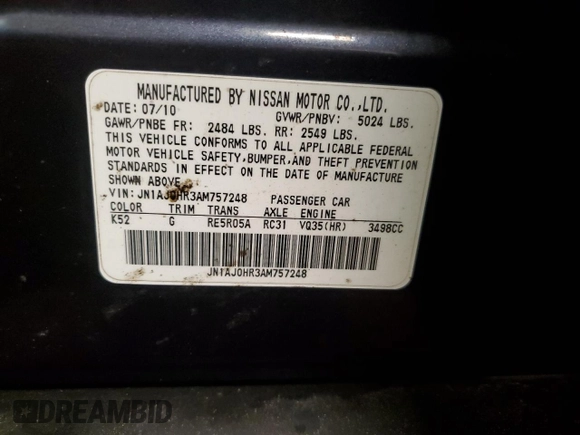 MANUFACTURED BY NISSAN MOTOR CO.,LTD.
DATE: 07/10 GVWR/PNBV: 5024 LBS.
GAWR/PNBE FR: 2484 LBS. RR: 2549 LBS.
THIS VEHICLE CONFORMS TO ALL APPLICABLE FEDERAL
MOTOR VEHICLE SAFETY,BUMPER,AND THEFT PREVENTION
STANDARDS IN EFFECT ON THE DATE OF MANUFACTURE
SHOWN ABOVE
VIN: JN1AJ0HR3AM757248 PASSENGER CAR
COLOR TRIM TRANS AXLE ENGINE
K52 G RE5R05A RC31 VQ35(HR) 3498CC
JN1AJ0HR3AM757248
DREAMBID